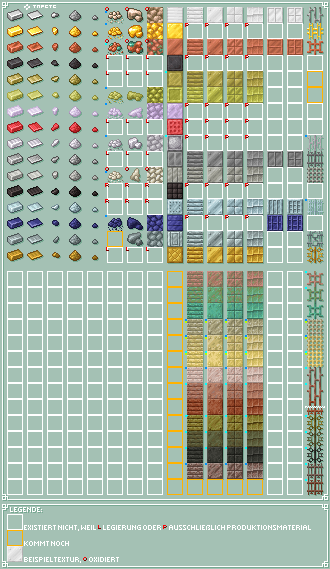 TAPETE
LEGENDE:
EXISTIERT NICHT, WEIL L LEGIERUNG ODER P AUSSCHLIEẞLICH PRODUKTIONSMATERIAL
KOMMT NOCH
BEISPIELTEXTUR, O OXIDIERT